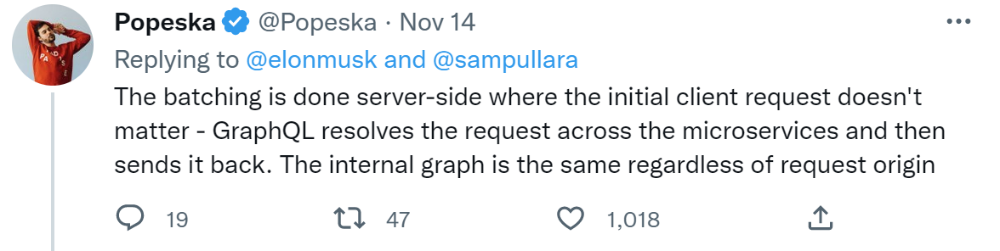 Popeska @Popeska · Nov 14
Replying to @elonmusk and @sampullara
The batching is done server-side where the initial client request doesn't
matter - GraphQL resolves the request across the microservices and then
sends it back. The internal graph is the same regardless of request origin
19 47 1,018